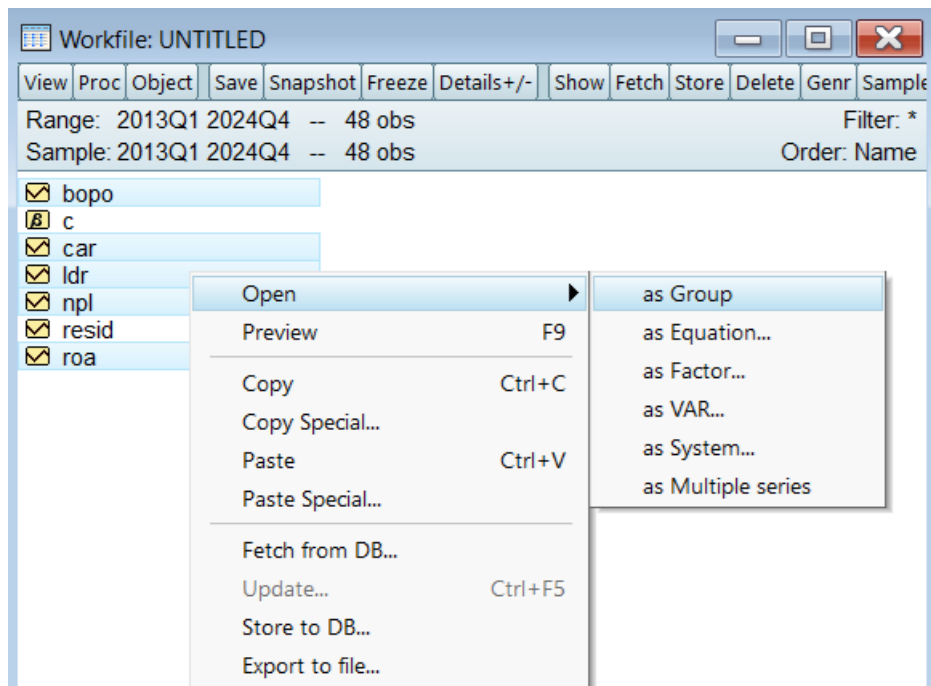 Workfile: UNTITLED
View Proc Object Save Snapshot Freeze Details+/- Show Fetch Store Delete Genr Sample
Range: 2013Q1 2024Q4 -- 48 obs Filter: *
Sample: 2013Q1 2024Q4 -- 48 obs Order: Name
bopo
β c
car
ldr
npl
resid
roa
Open
Preview F9
Copy Ctrl+C
Copy Special...
Paste Ctrl+V
Paste Special...
Fetch from DB...
Update... Ctrl+F5
Store to DB...
Export to file...
as Group
as Equation...
as Factor...
as VAR...
as System...
as Multiple series